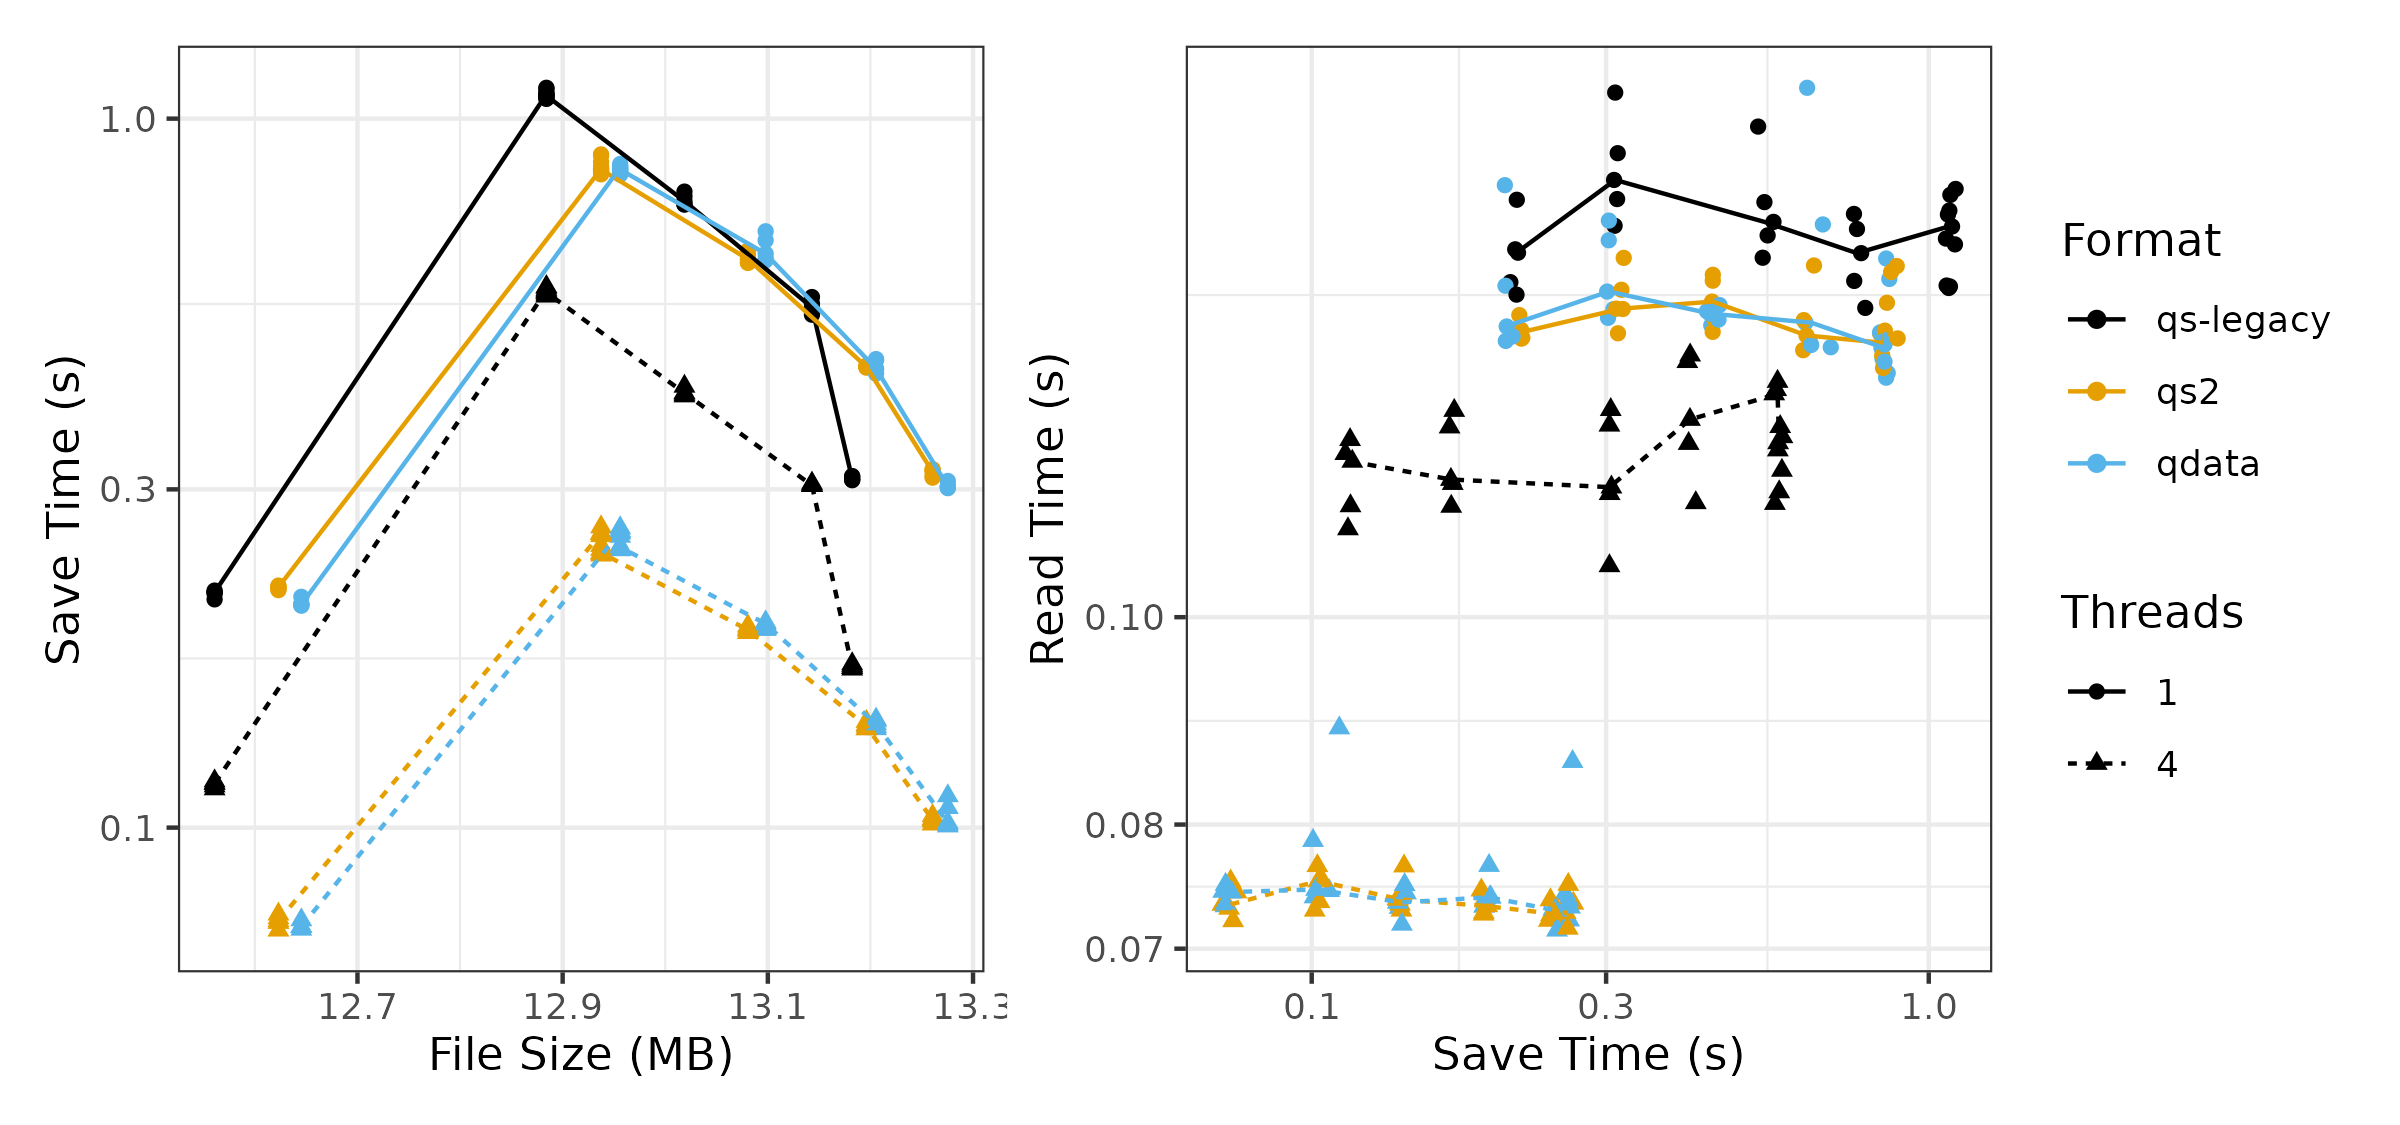 1.0
0.3
0.1
Save Time (s)
12.7 12.9 13.1 13.3
File Size (MB)
0.10
0.08
0.07
Read Time (s)
0.1 0.3 1.0
Save Time (s)
Format
qs-legacy
qs2
qdata
Threads
1
4